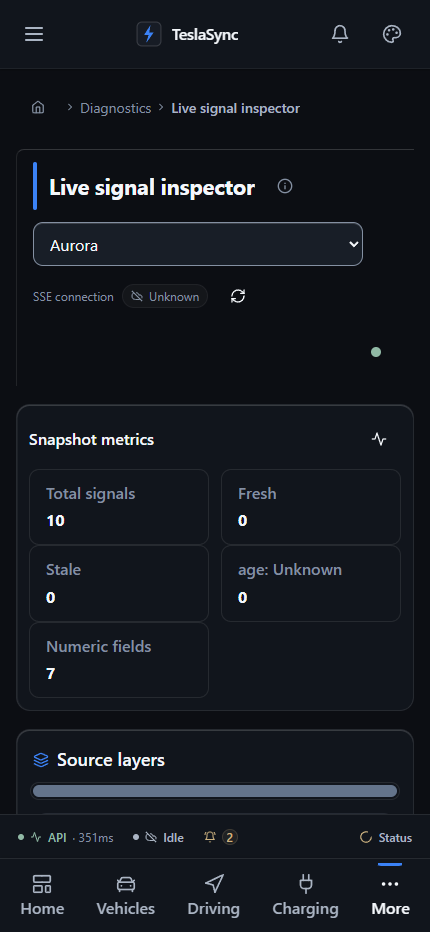 TeslaSync
Diagnostics
Live signal inspector
Live signal inspector
Aurora
SSE connection
Unknown
Snapshot metrics
Total signals
10
Fresh
0
Stale
0
age: Unknown
0
Numeric fields
7
Source layers
API · 351ms
Idle
2
Status
Home
Vehicles
Driving
Charging
More